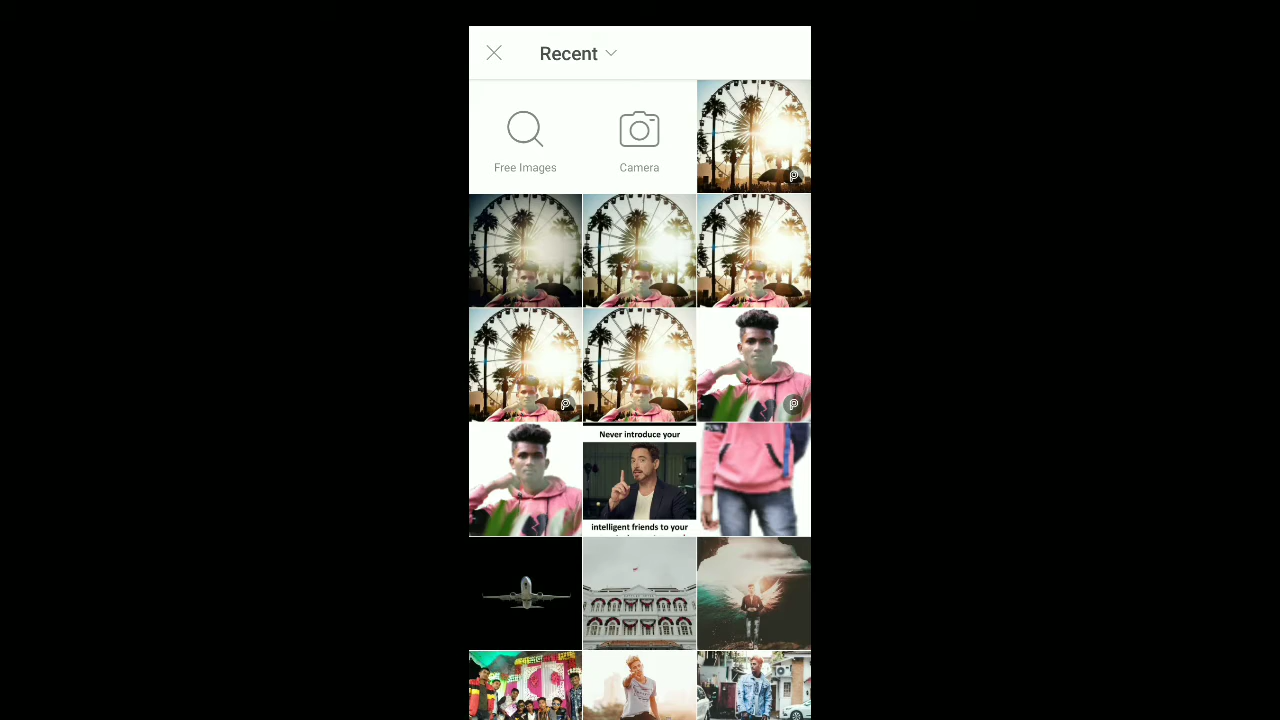 Recent
Free Images
Camera
Never introduce your
intelligent friends to your